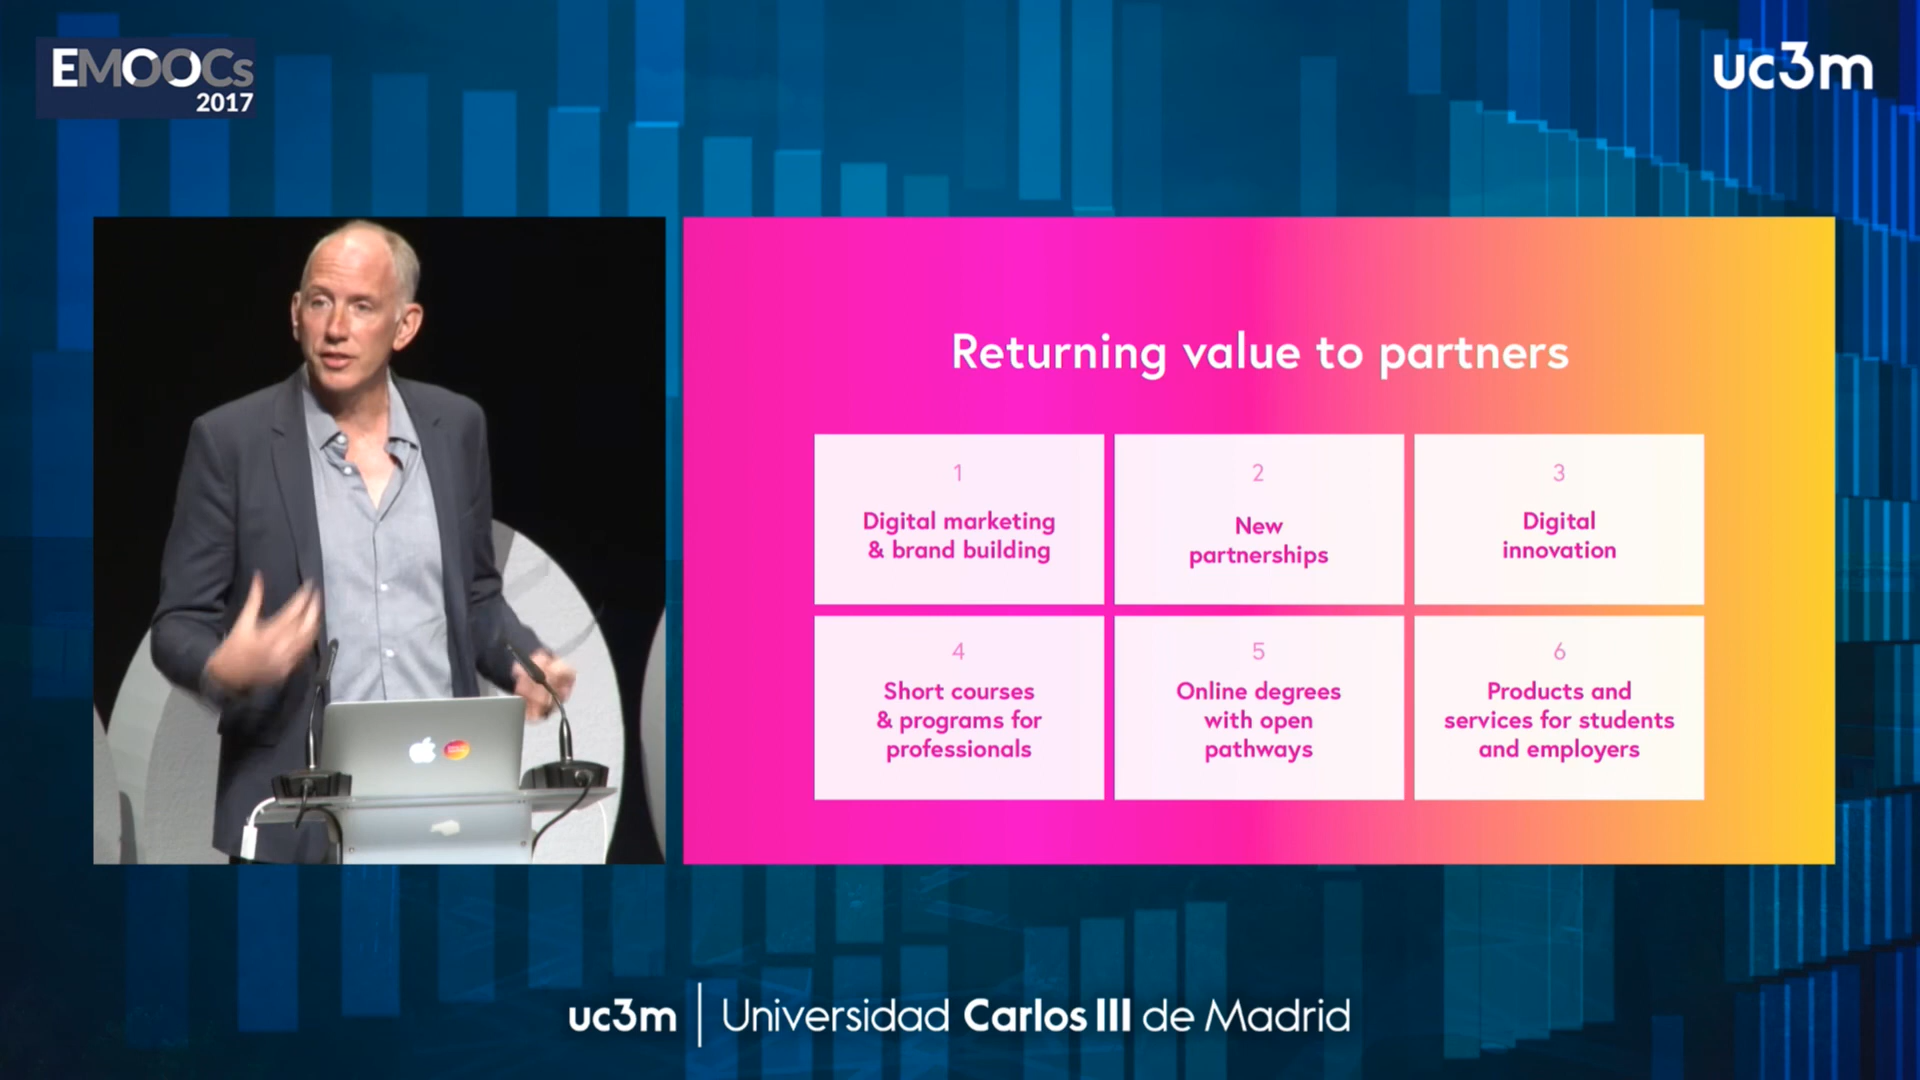 EMOOCs
2017
uc3m
Returning value to partners
1
Digital marketing
& brand building
2
New
partnerships
3
Digital
innovation
4
Short courses
& programs for
professionals
5
Online degrees
with open
pathways
6
Products and
services for students
and employers
uc3m | Universidad Carlos III de Madrid